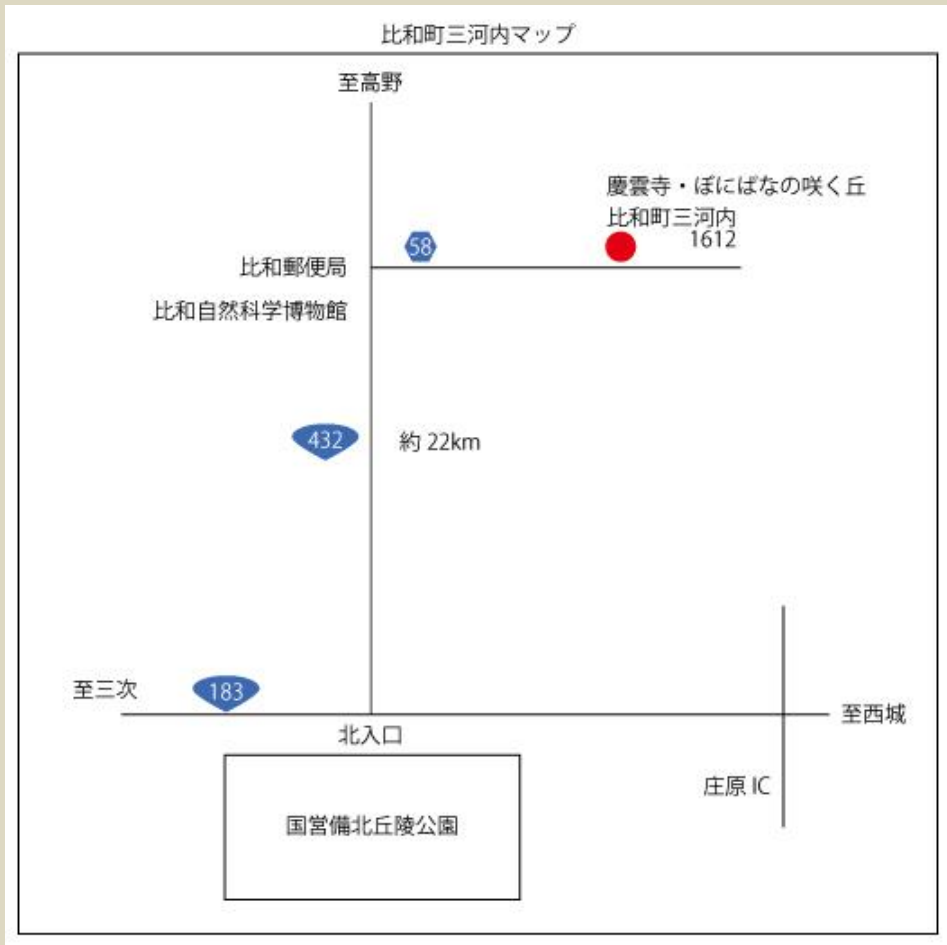 比和町三河内マップ
至高野
慶雲寺・ぼにばなの咲く丘
比和町三河内
1612
58
比和郵便局
比和自然科学博物館
432
約 22km
至三次
183
至西城
北入口
庄原 IC
国営備北丘陵公園